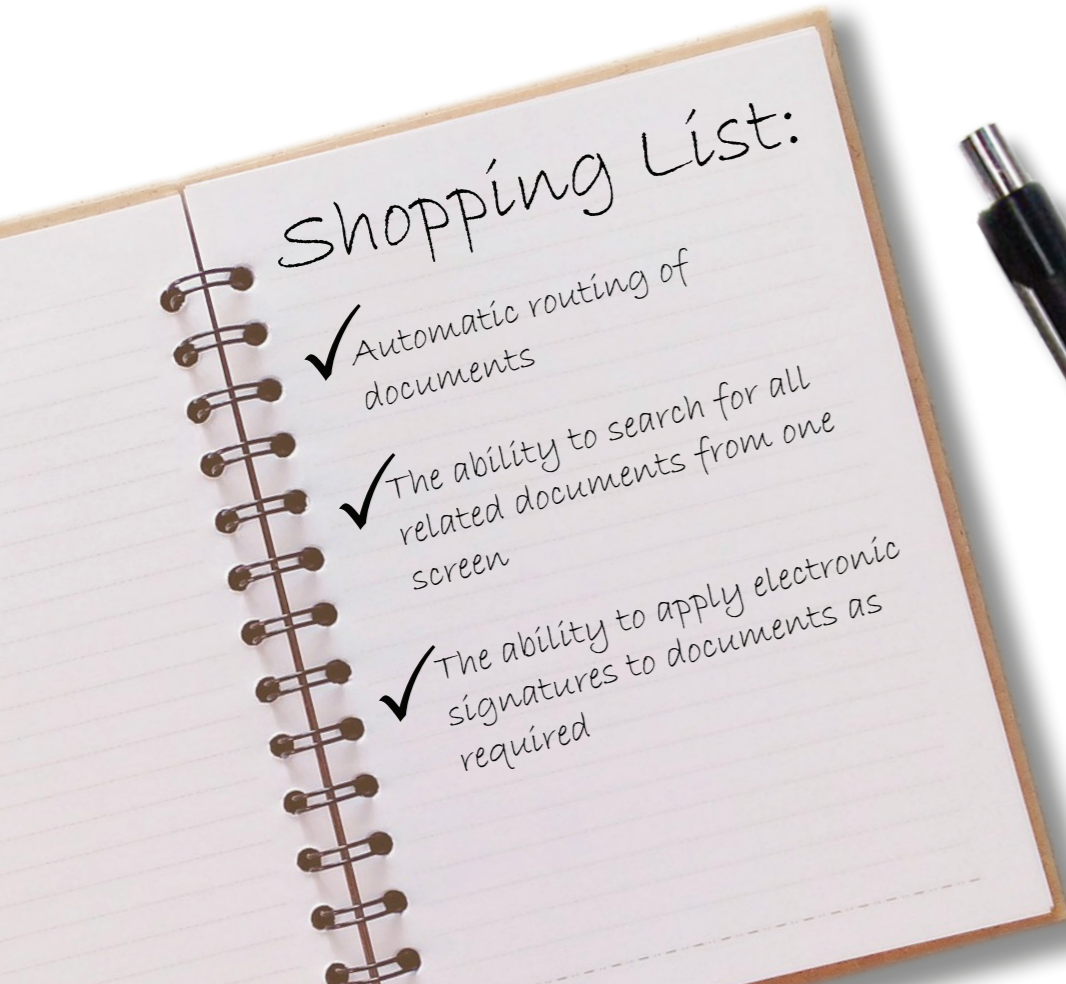 Shopping List:
✓ Automatic routing of
documents
✓ The ability to search for all
related documents from one
screen
✓ The ability to apply electronic
signatures to documents as
required